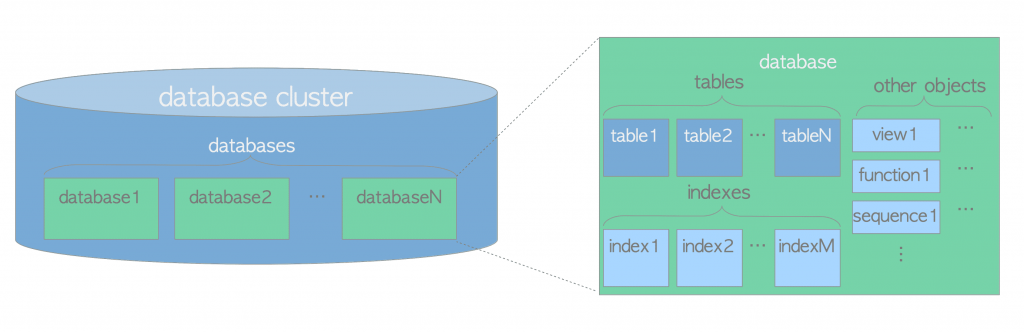 database cluster
databases
database1 database2 ... databaseN
database
tables
table1 table2 ... tableN
indexes
index1 index2 ... indexM
other objects
view1 ...
function1 ...
sequence1 ...
⋮